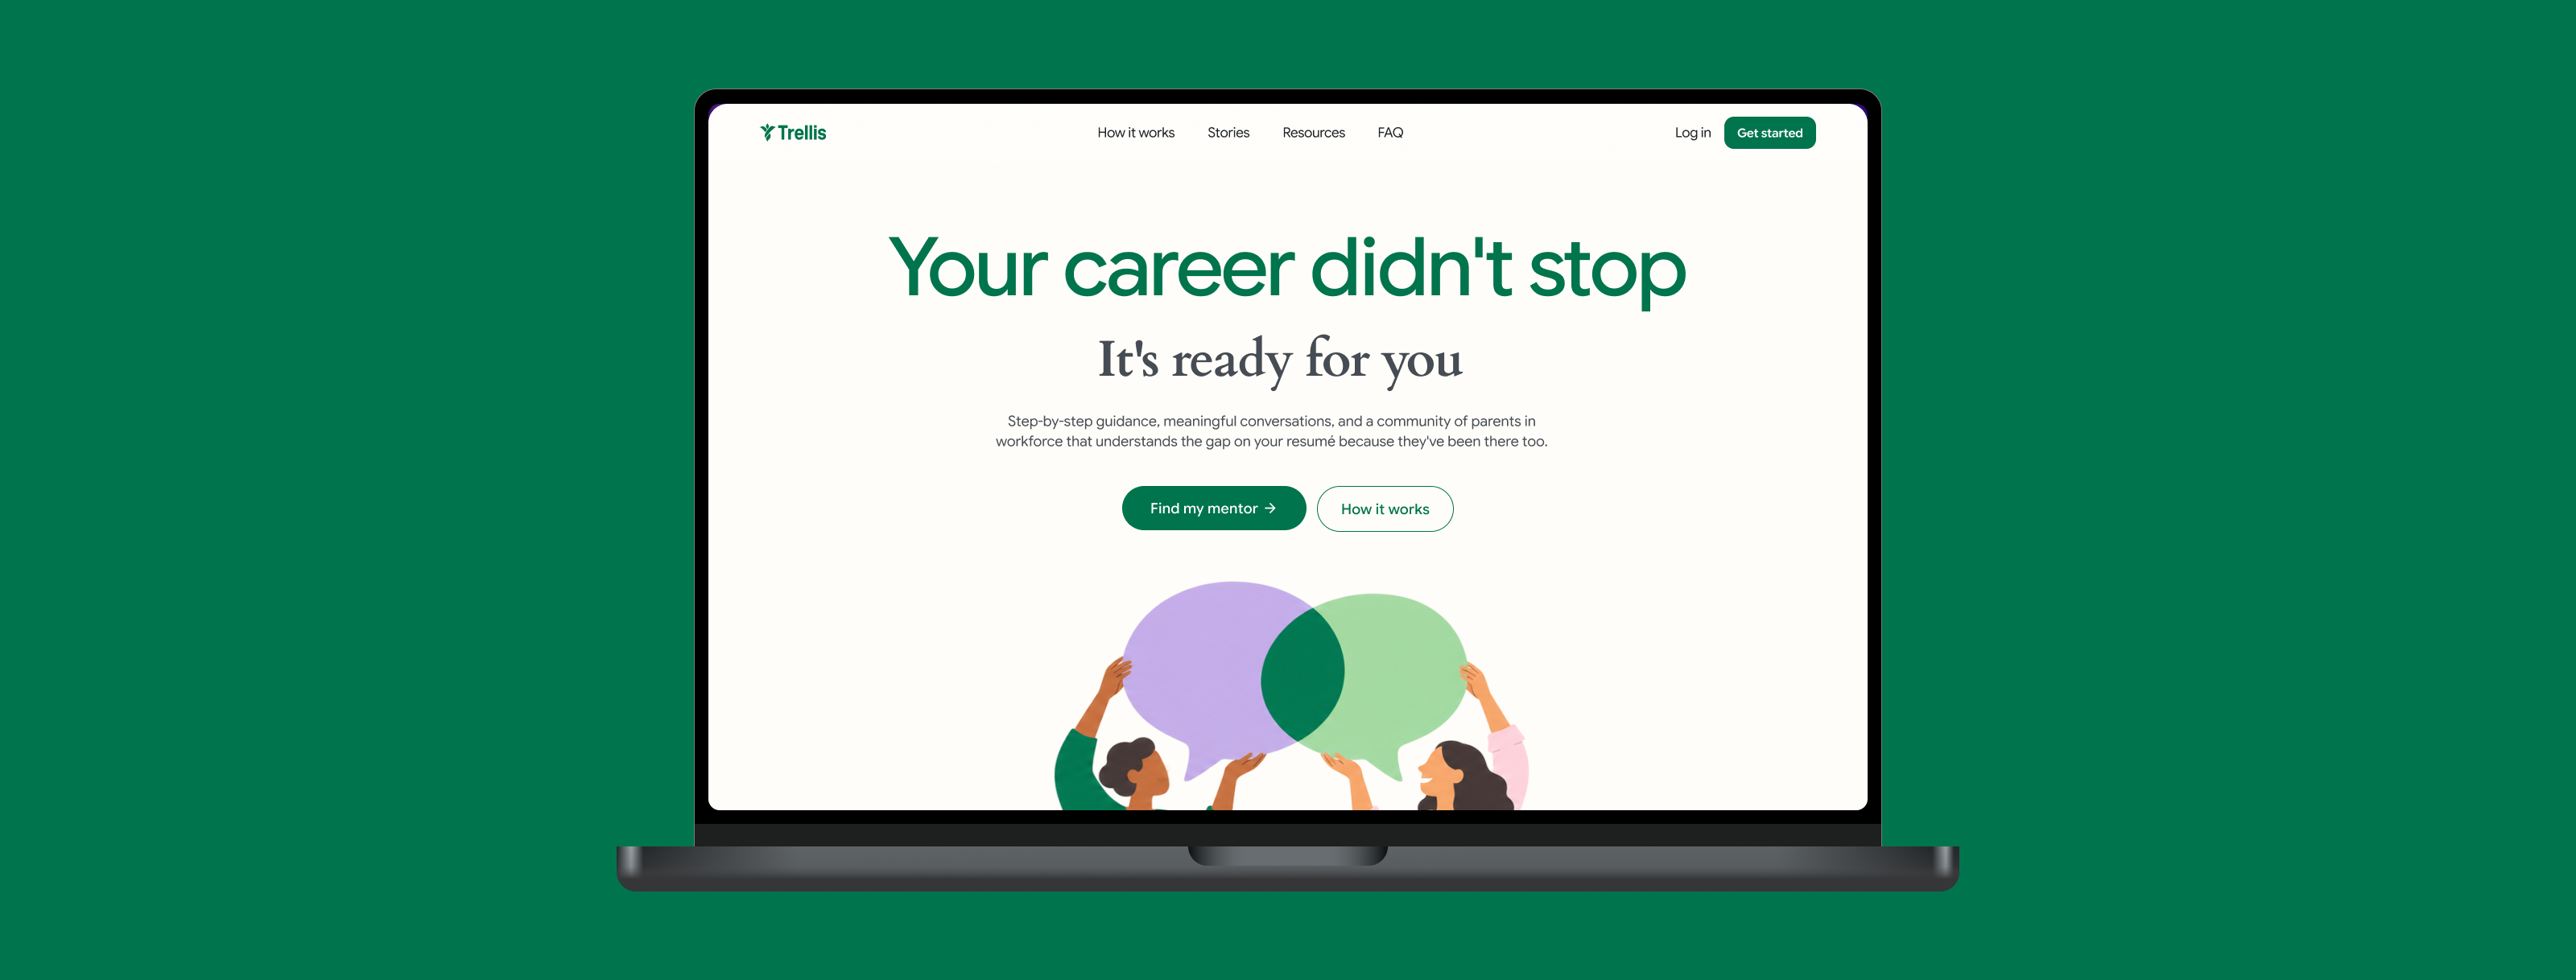 Trellis
How it works
Stories
Resources
FAQ
Log in
Get started
Your career didn't stop
It's ready for you
Step-by-step guidance, meaningful conversations, and a community of parents in
workforce that understands the gap on your resumé because they've been there too.
Find my mentor →
How it works